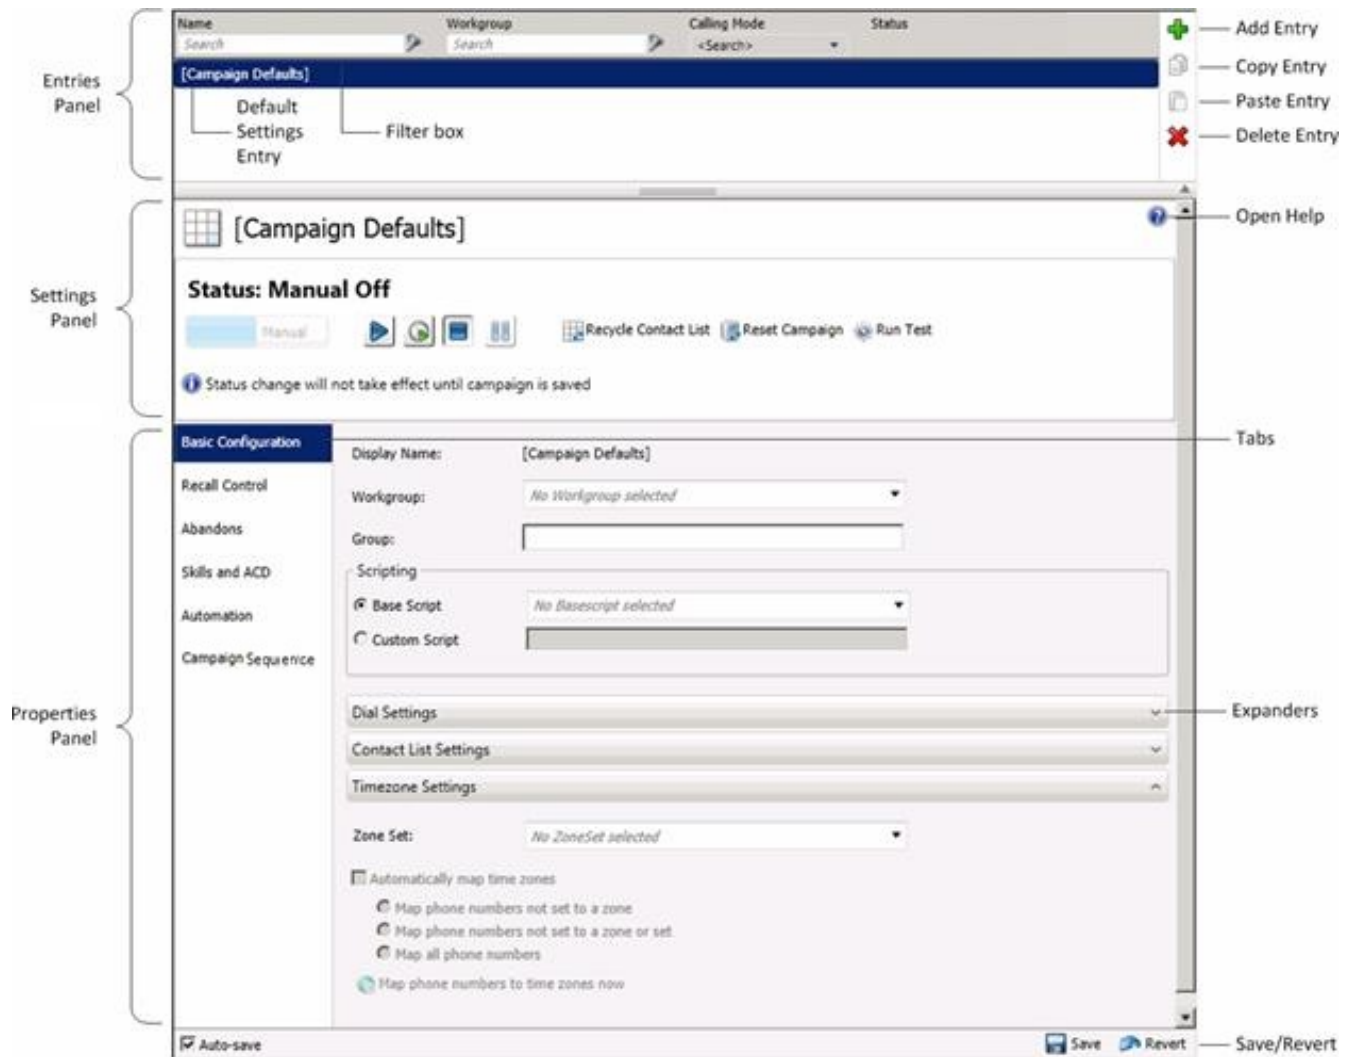 Name Workgroup Calling Mode Status
Search Search <Search>
Add Entry
Copy Entry
Paste Entry
Delete Entry
Entries
Panel
[Campaign Defaults]
Default
Settings
Entry
Filter box
[Campaign Defaults]
Open Help
Settings
Panel
Status: Manual Off
Manual
Recycle Contact List Reset Campaign Run Test
Status change will not take effect until campaign is saved
Properties
Panel
Basic Configuration
Recall Control
Abandons
Skills and ACD
Automation
Campaign Sequence
Tabs
Display Name: [Campaign Defaults]
Workgroup: No Workgroup selected
Group:
Scripting
Base Script No Basescript selected
Custom Script
Dial Settings
Expanders
Contact List Settings
Timezone Settings
Zone Set: No ZoneSet selected
Automatically map time zones
Map phone numbers not set to a zone
Map phone numbers not set to a zone or set
Map all phone numbers
Map phone numbers to time zones now
Auto-save
Save Revert
Save/Revert